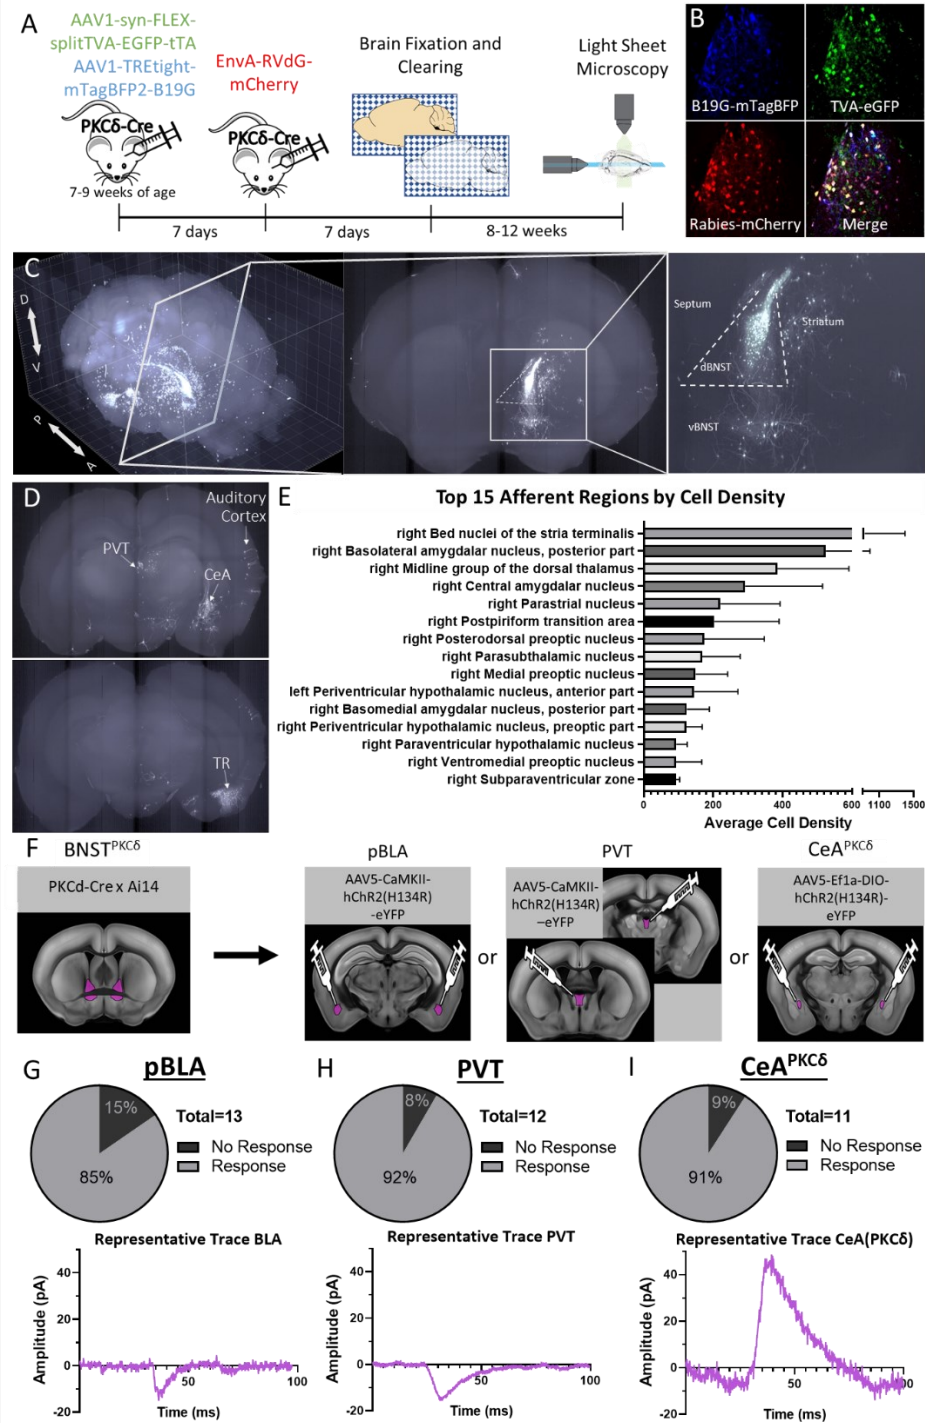 A
AAV1-syn-FLEX-
splitTVA-EGFP-tTA
AAV1-TREtight-
mTagBFP2-B19G
PKCδ-Cre
7-9 weeks of age
EnvA-RVdG-
mCherry
PKCδ-Cre
Brain Fixation and
Clearing
Light Sheet
Microscopy
7 days
7 days
8-12 weeks
B
B19G-mTagBFP
TVA-eGFP
Rabies-mCherry
Merge
C
D
V
P
A
Septum
Striatum
dBNST
vBNST
D
Auditory
Cortex
PVT
CeA
TR
E
Top 15 Afferent Regions by Cell Density
right Bed nuclei of the stria terminalis
right Basolateral amygdalar nucleus, posterior part
right Midline group of the dorsal thalamus
right Central amygdalar nucleus
right Parastrial nucleus
right Postpiriform transition area
right Posterodorsal preoptic nucleus
right Parasubthalamic nucleus
right Medial preoptic nucleus
left Periventricular hypothalamic nucleus, anterior part
right Basomedial amygdalar nucleus, posterior part
right Periventricular hypothalamic nucleus, preoptic part
right Paraventricular hypothalamic nucleus
right Ventromedial preoptic nucleus
right Subparaventricular zone
0 200 400 600 1100 1500
Average Cell Density
F
BNSTPKCδ
PKCd-Cre x Ai14
pBLA
AAV5-CaMKII-
hChR2(H134R)
-eYFP
or
PVT
AAV5-CaMKII-
hChR2(H134R)
–eYFP
or
CeAPKCδ
AAV5-Ef1a-DIO-
hChR2(H134R)-
eYFP
G
pBLA
15%
85%
Total=13
No Response
Response
Representative Trace BLA
Amplitude (pA)
40
20
0
-20
50
100
Time (ms)
H
PVT
8%
92%
Total=12
No Response
Response
Representative Trace PVT
Amplitude (pA)
40
20
0
-20
50
100
Time (ms)
I
CeAPKCδ
9%
91%
Total=11
No Response
Response
Representative Trace CeA(PKCδ)
Amplitude (pA)
40
20
0
-20
50
100
Time (ms)